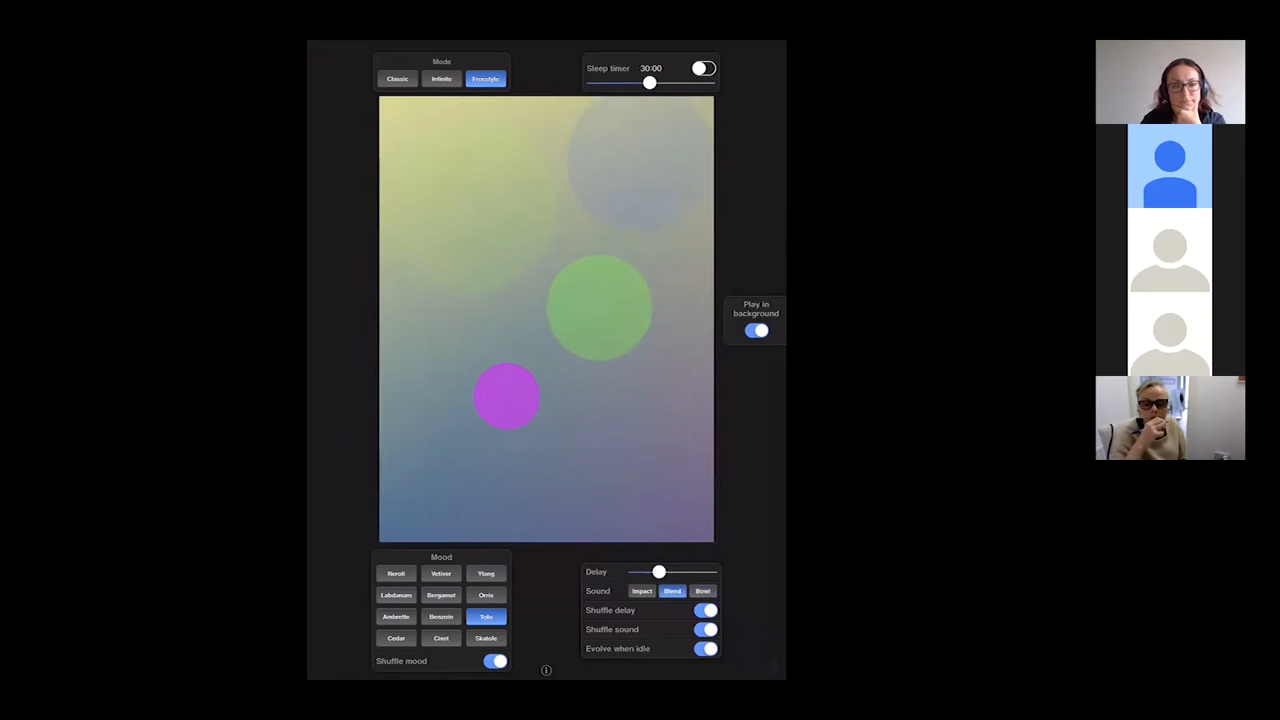 Mode
Classic Infinite Freestyle
Sleep timer 30:00
Play in
background
Mood
Neroli Vetiver Ylang
Labdanum Bergamot Orris
Ambrette Benzoin Tolu
Cedar Civet Skatole
Shuffle mood
Delay
Sound Impact Blend Bowl
Shuffle delay
Shuffle sound
Evolve when idle